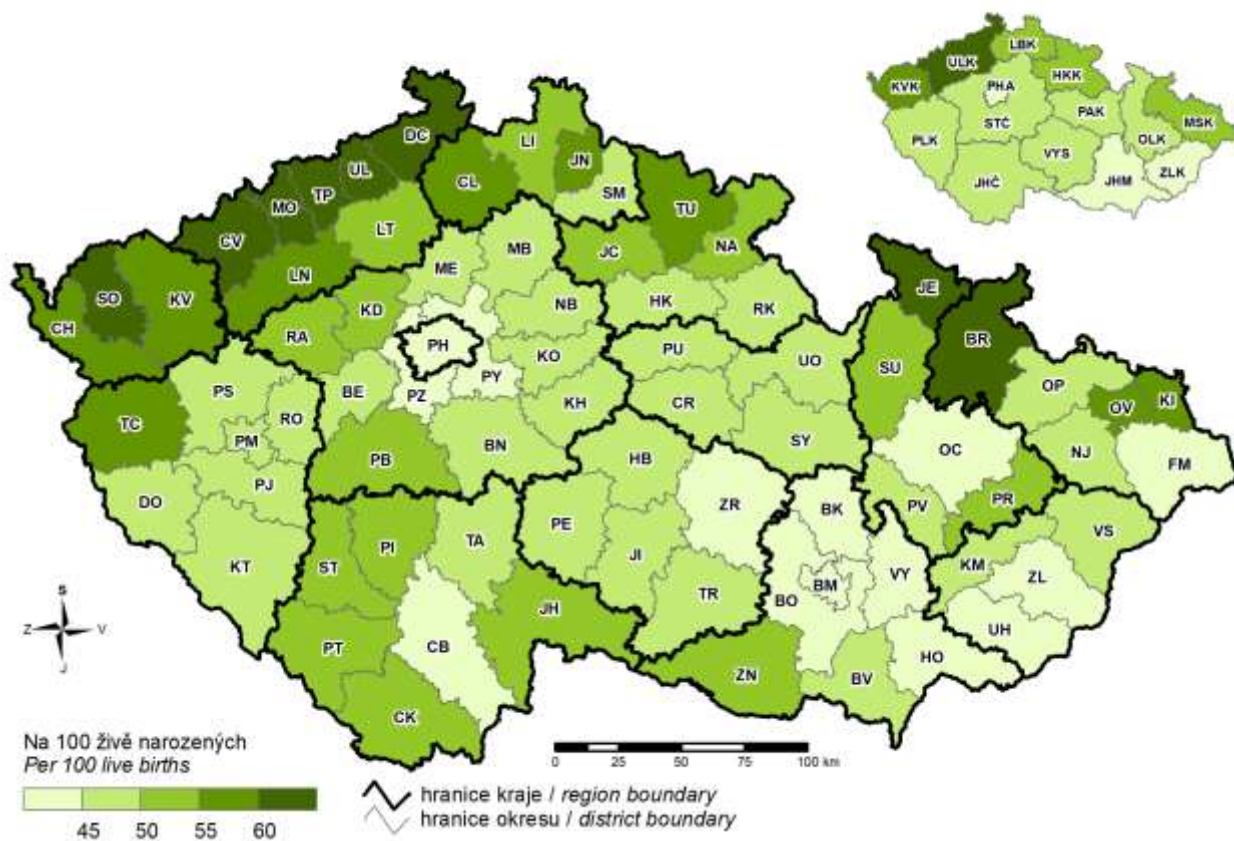 LBK
ULK
HKK
KVK
PHA
PAK
STČ
MSK
PLK
OLK
VYS
ZLK
JHČ
JHM
DC
LI
UL
JN
CL
TP
SM
MO
TU
LT
CV
JC
NA
ME
MB
LN
SO
KV
JE
KD
NB
HK
RK
CH
RA
BR
PH
PU
UO
KO
SU
PS
BE
PZ
PY
OP
KI
TC
RO
KH
CR
OV
PM
BN
SY
PB
HB
OC
NJ
FM
PJ
DO
ZR
PR
PV
BK
VS
PE
PI
TA
JI
ST
KT
KM
VY
ZL
BM
TR
BO
JH
UH
CB
PT
HO
ZN
BV
CK
S
Z V
J
Na 100 živě narozených
Per 100 live births
45 50 55 60
0 25 50 75 100 km
hranice kraje / region boundary
hranice okresu / district boundary